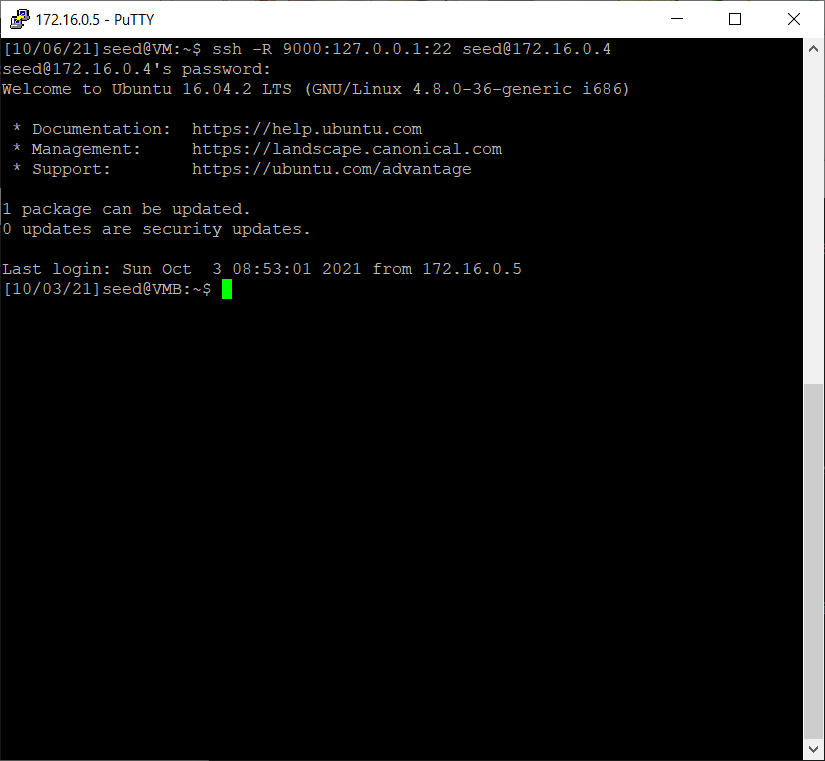 172.16.0.5 - PuTTY
[10/06/21]seed@VM:~$ ssh -R 9000:127.0.0.1:22 seed@172.16.0.4
seed@172.16.0.4's password:
Welcome to Ubuntu 16.04.2 LTS (GNU/Linux 4.8.0-36-generic i686)
* Documentation:  https://help.ubuntu.com
* Management:     https://landscape.canonical.com
* Support:        https://ubuntu.com/advantage
1 package can be updated.
0 updates are security updates.
Last login: Sun Oct  3 08:53:01 2021 from 172.16.0.5
[10/03/21]seed@VMB:~$